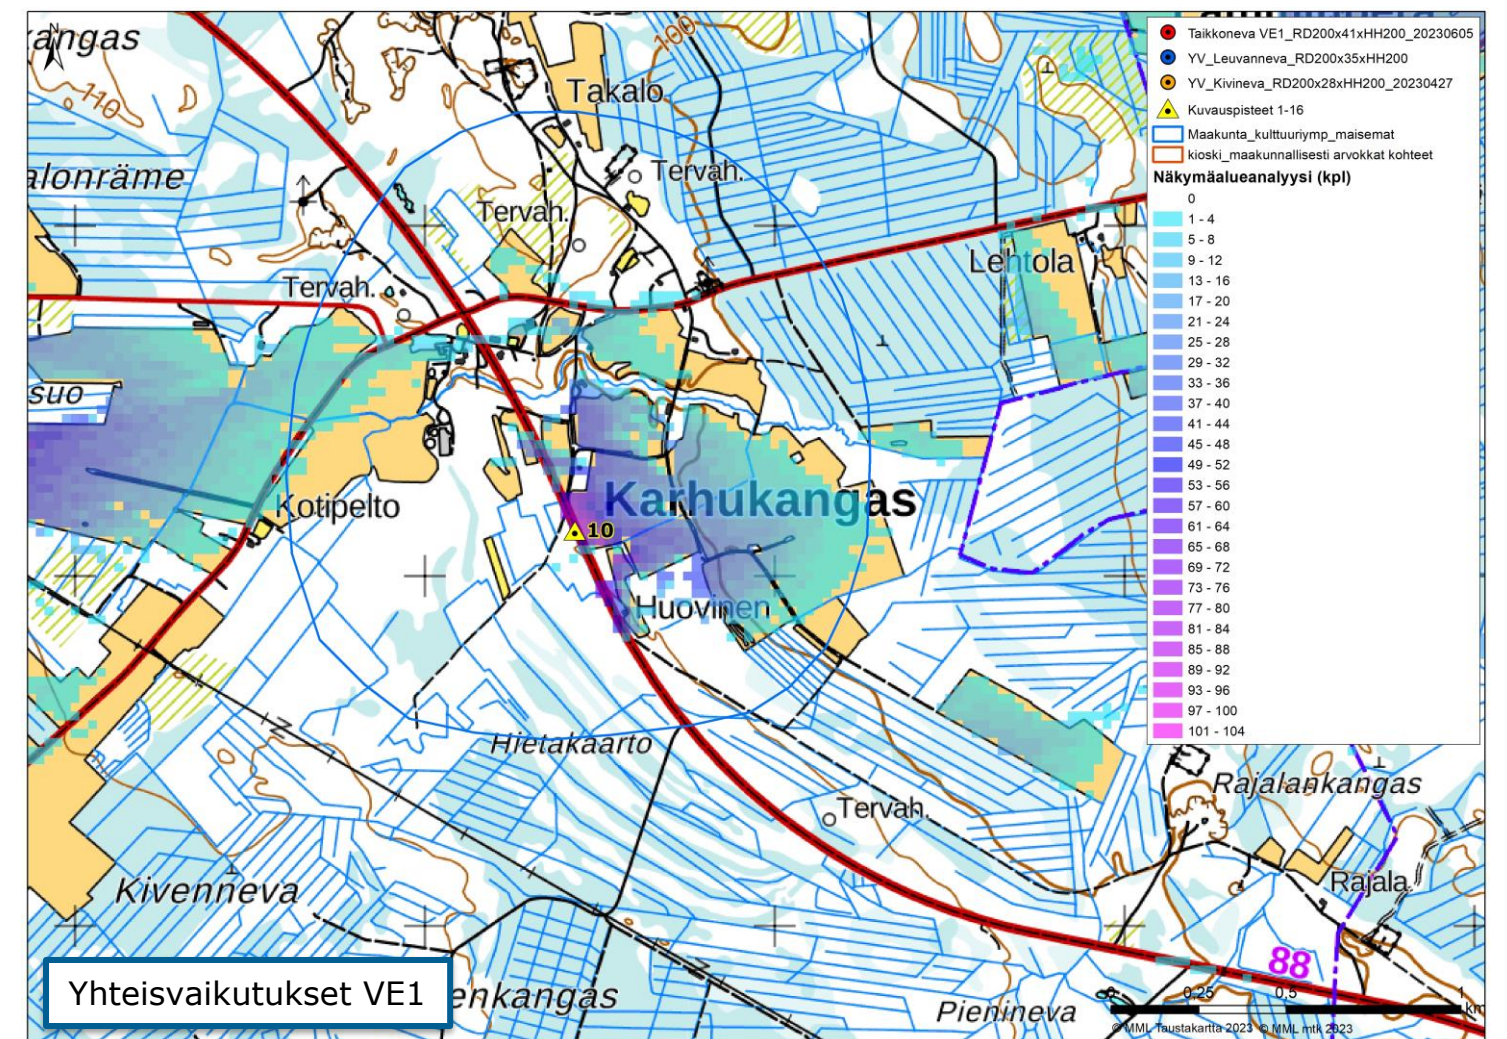 angas
N
110
100
Takalo
alonräme
Tervah.
Tervah.
Tervah.
Lehtola
suo
Kotipelto
Karhukangas
10
Huovinen
Hietakaarto
Tervah.
Rajalankangas
Rajala
Kivenneva
88
enkangas
Pienineva
Taikkoneva VE1_RD200x41xHH200_20230605
YV_Leuvanneva_RD200x35xHH200
YV_Kivineva_RD200x28xHH200_20230427
Kuvauspisteet 1-16
Maakunta_kulttuuriymp_maisemat
kioski_maakunnallisesti arvokkat kohteet
Näkymäalueanalyysi (kpl)
0
1 - 4
5 - 8
9 - 12
13 - 16
17 - 20
21 - 24
25 - 28
29 - 32
33 - 36
37 - 40
41 - 44
45 - 48
49 - 52
53 - 56
57 - 60
61 - 64
65 - 68
69 - 72
73 - 76
77 - 80
81 - 84
85 - 88
89 - 92
93 - 96
97 - 100
101 - 104
Yhteisvaikutukset VE1
0 0,25 0,5 1
km
© MML Taustakartta 2023 © MML mtk 2023